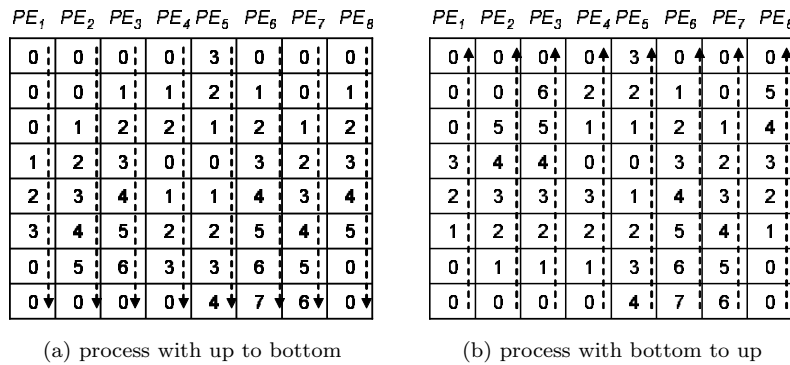 PE1 PE2 PE3 PE4 PE5 PE6 PE7 PE8 PE1 PE2 PE3 PE4 PE5 PE6 PE7 PE8
0 0 0 0 3 0 0 0 0 0 0 0 3 0 0 0
0 0 1 1 2 1 0 1 0 0 6 2 2 1 0 5
0 1 2 2 1 2 1 2 0 5 5 1 1 2 1 4
1 2 3 0 0 3 2 3 3 4 4 0 0 3 2 3
2 3 4 1 1 4 3 4 2 3 3 3 1 4 3 2
3 4 5 2 2 5 4 5 1 2 2 2 2 5 4 1
0 5 6 3 3 6 5 0 0 1 1 1 3 6 5 0
0 0 0 0 4 7 6 0 0 0 0 0 4 7 6 0
(a) process with up to bottom (b) process with bottom to up